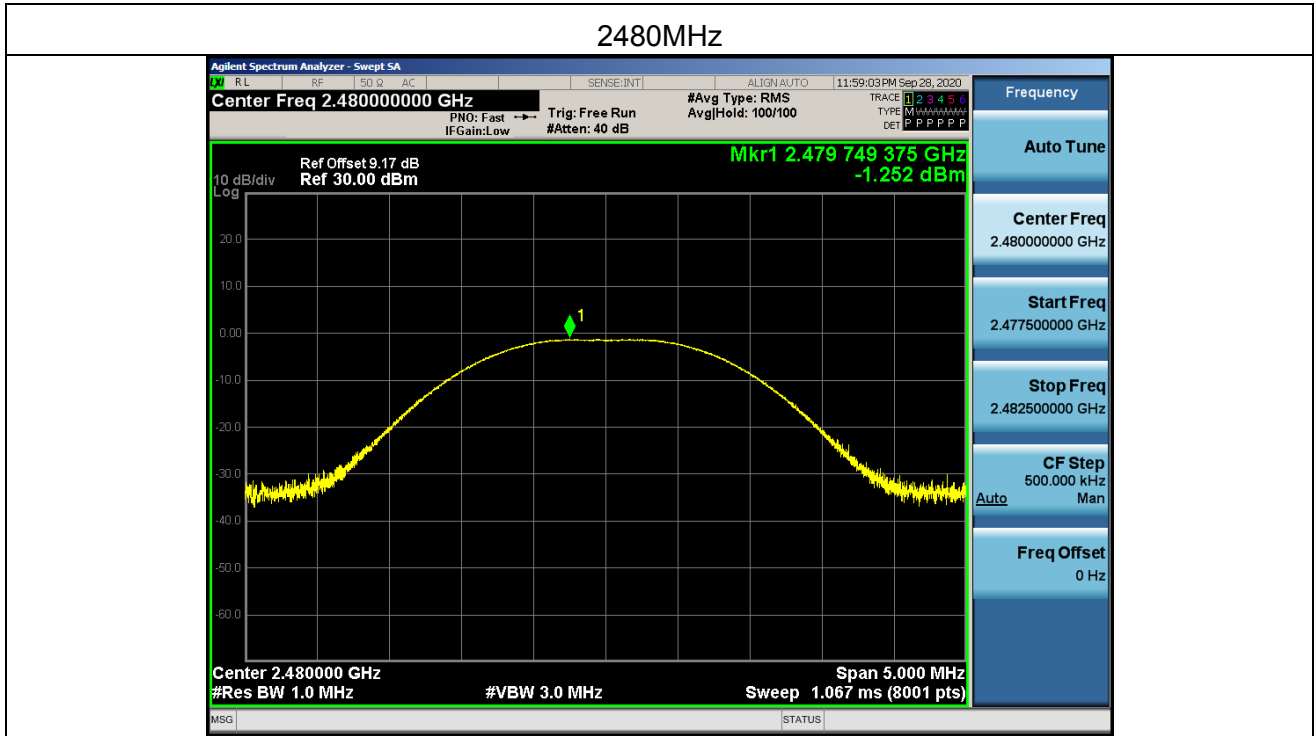 2480MHz
Agilent Spectrum Analyzer - Swept SA
LXI RL RF 50 Ω AC SENSE:INT ALIGN AUTO 11:59:03 PM Sep 28, 2020
Center Freq 2.480000000 GHz #Avg Type: RMS TRACE 1 2 3 4 5 6
PNO: Fast Trig: Free Run Avg|Hold: 100/100 TYPE M
IFGain:Low #Atten: 40 dB DET P P P P P P
Mkr1 2.479 749 375 GHz
-1.252 dBm
Ref Offset 9.17 dB
10 dB/div Ref 30.00 dBm
Log
20.0
10.0
0.00
-10.0
-20.0
-30.0
-40.0
-50.0
-60.0
1
Center 2.480000 GHz Span 5.000 MHz
#Res BW 1.0 MHz #VBW 3.0 MHz Sweep 1.067 ms (8001 pts)
MSG STATUS
Frequency
Auto Tune
Center Freq
2.480000000 GHz
Start Freq
2.477500000 GHz
Stop Freq
2.482500000 GHz
CF Step
500.000 kHz
Auto Man
Freq Offset
0 Hz